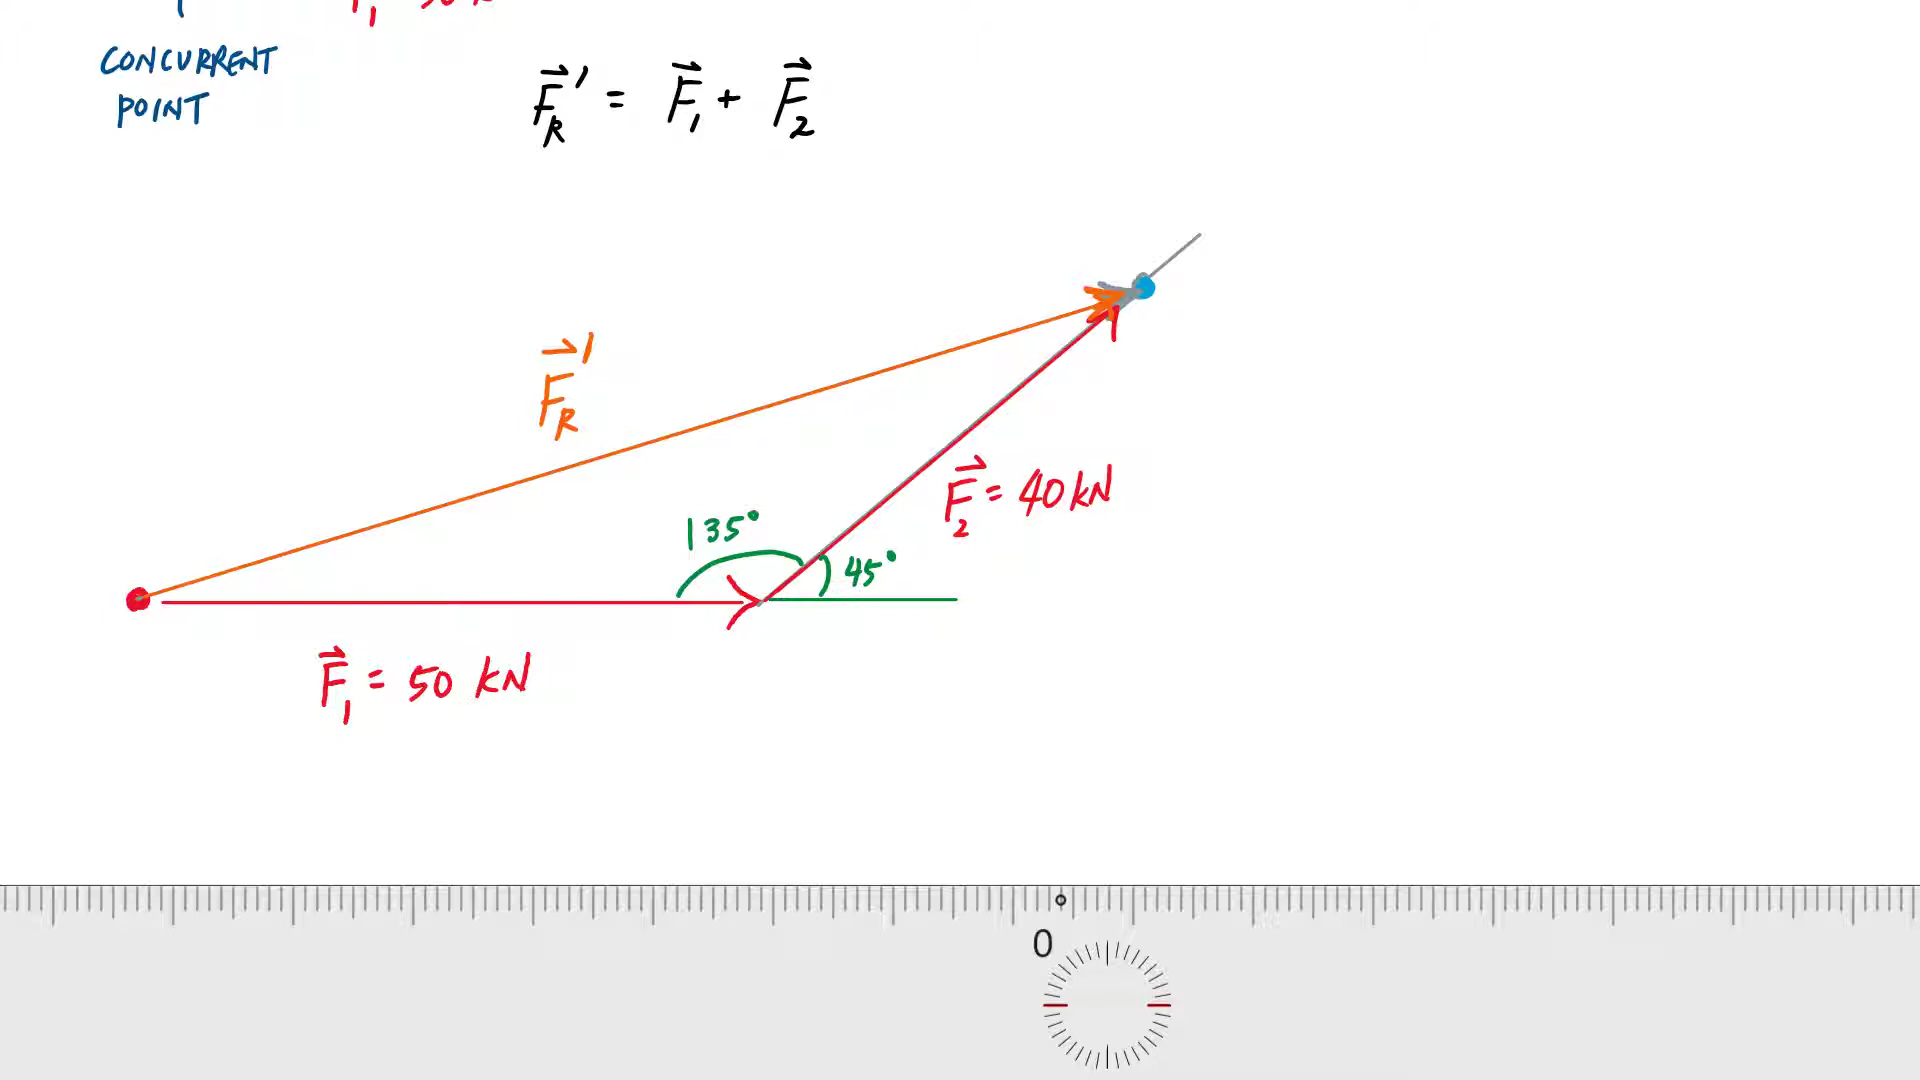 CONCURRENT
POINT
F⃗R' = F⃗1 + F⃗2
F⃗R'
F⃗2 = 40 kN
135°
45°
F⃗1 = 50 kN
0